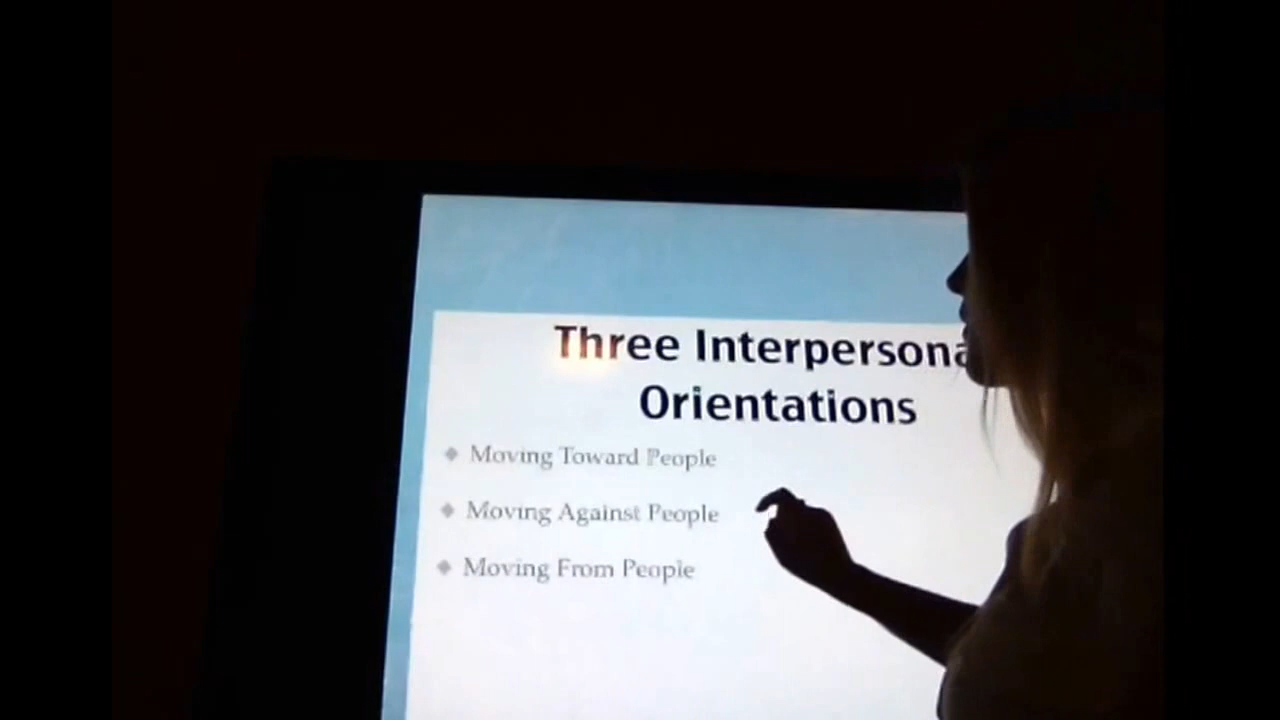 Three Interpersona
Orientations
Moving Toward People
Moving Against People
Moving From People